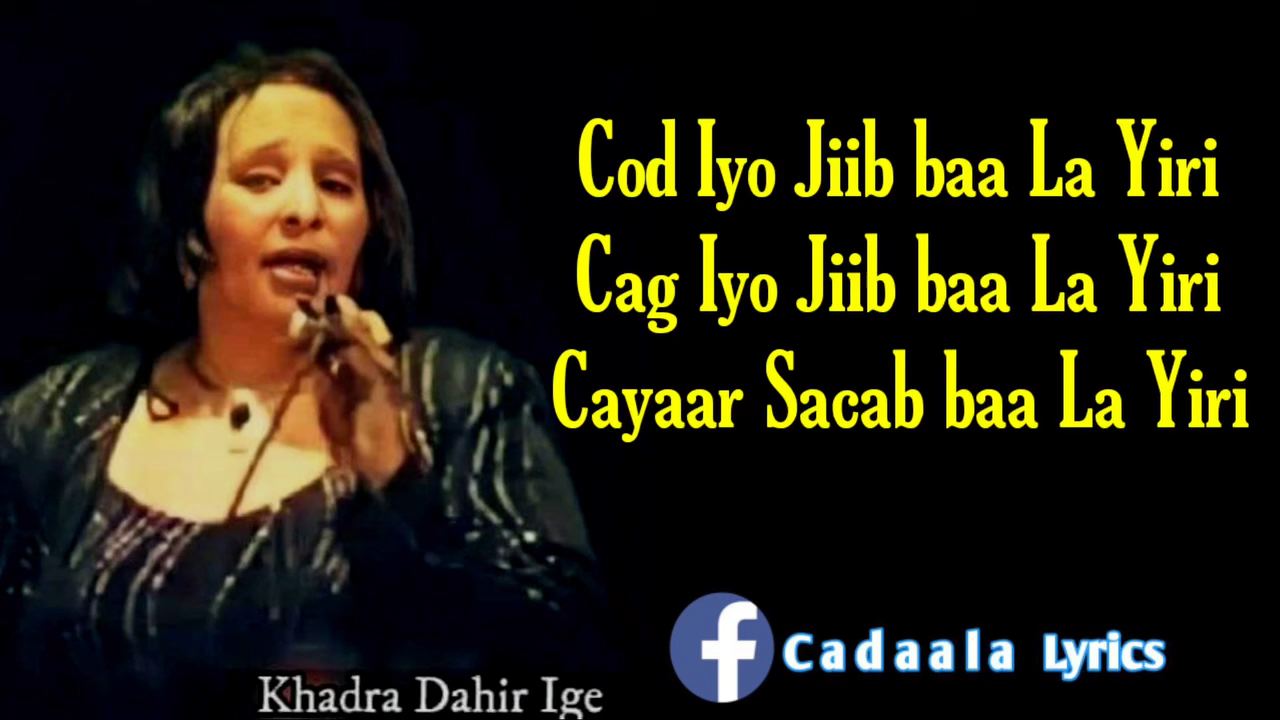 Cod Iyo Jiib baa La Yiri
Cag Iyo Jiib baa La Yiri
Cayaar Sacab baa La Yiri
f Cadaala Lyrics
Khadra Dahir Ige